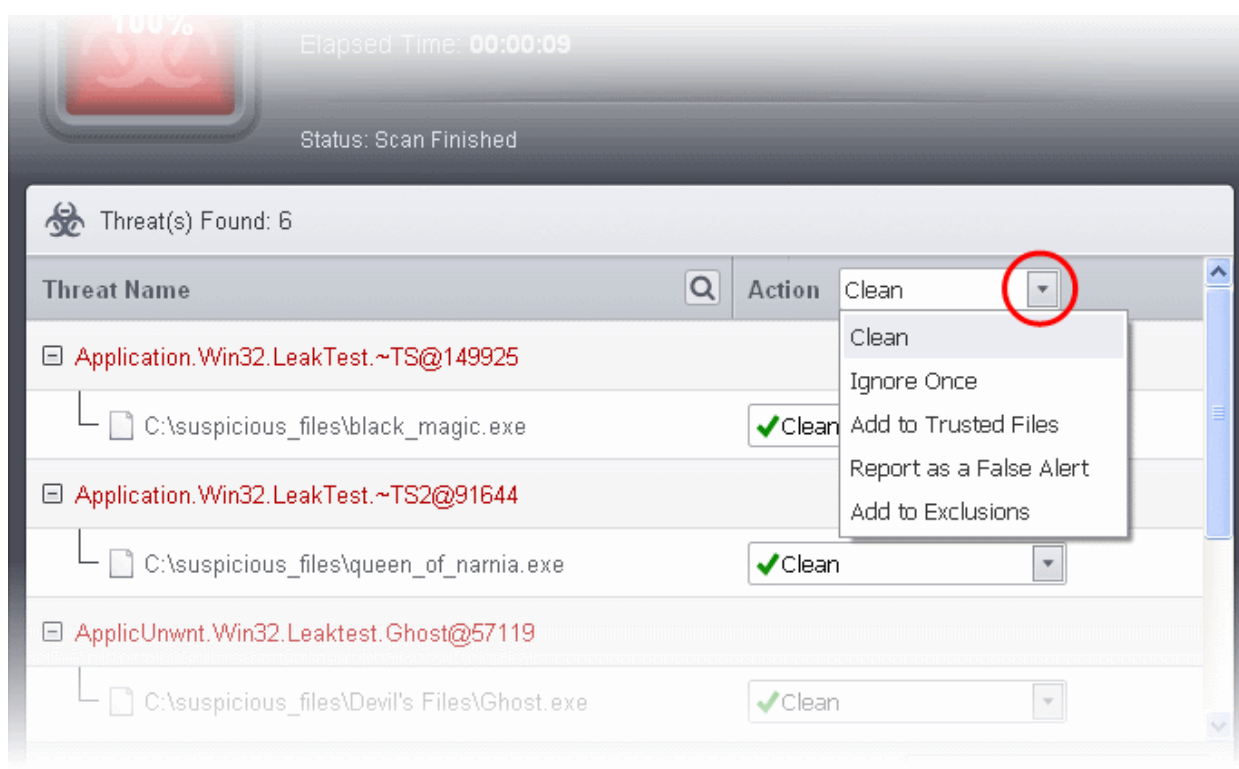 100%
Elapsed Time: 00:00:09
Status: Scan Finished
Threat(s) Found: 6
Threat Name
Action Clean
Clean
Ignore Once
Add to Trusted Files
Report as a False Alert
Add to Exclusions
Application.Win32.LeakTest.~TS@149925
C:\suspicious_files\black_magic.exe
Clean
Application.Win32.LeakTest.~TS2@91644
C:\suspicious_files\queen_of_narnia.exe
Clean
ApplicUnwnt.Win32.Leaktest.Ghost@57119
C:\suspicious_files\Devil's Files\Ghost.exe
Clean